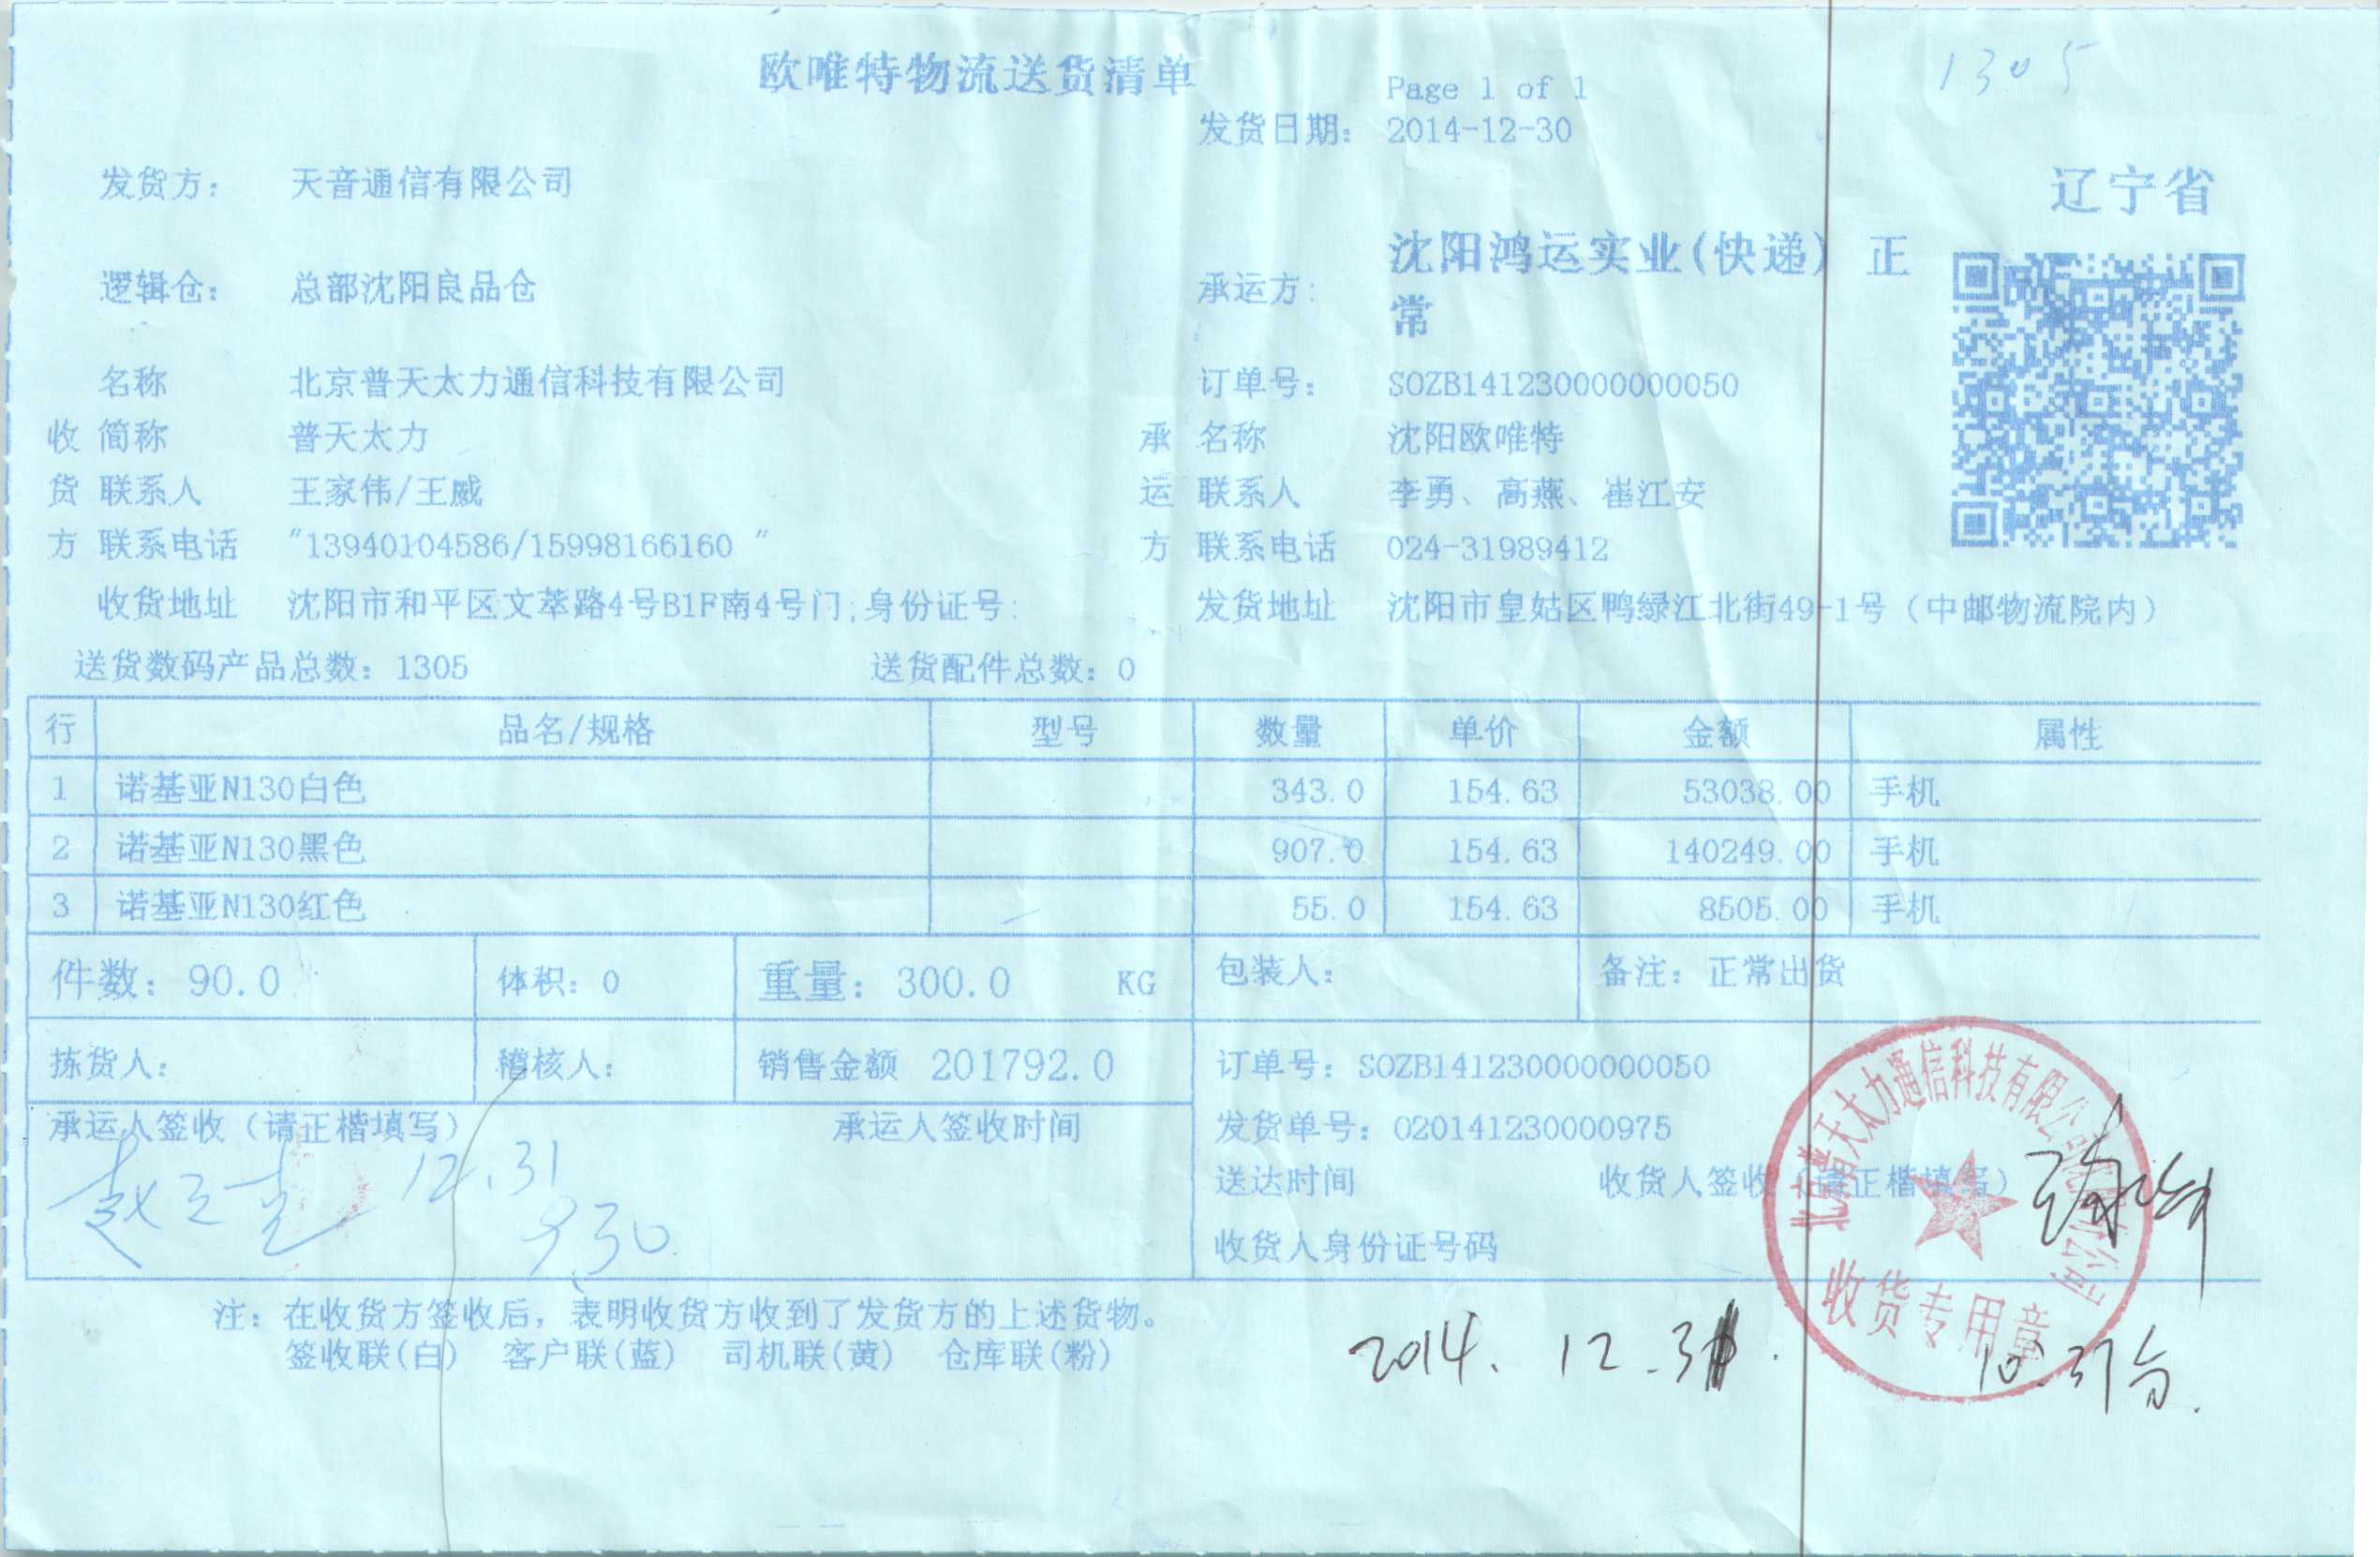 1305
欧唯特物流送货清单
Page 1 of 1
发货日期: 2014-12-30
辽宁省
发货方: 天音通信有限公司
逻辑仓: 总部沈阳良品仓
承运方: 沈阳鸿运实业(快递) 正
常
名称 北京普天太力通信科技有限公司 订单号: SOZB141230000000050
收 简称 普天太力 承 名称 沈阳欧唯特
货 联系人 王家伟/王威 运 联系人 李勇、高燕、崔江安
方 联系电话 "13940104586/15998166160 " 方 联系电话 024-31989412
收货地址 沈阳市和平区文萃路4号B1F南4号门;身份证号: 发货地址 沈阳市皇姑区鸭绿江北街49-1号(中邮物流院内)
送货数码产品总数: 1305 送货配件总数: 0
行 品名/规格 型号 数量 单价 金额 属性
1 诺基亚N130白色 343.0 154.63 53038.00 手机
2 诺基亚N130黑色 907.0 154.63 140249.00 手机
3 诺基亚N130红色 55.0 154.63 8505.00 手机
件数: 90.0 体积: 0 重量: 300.0 KG 包装人: 备注: 正常出货
拣货人: 稽核人: 销售金额 201792.0 订单号: SOZB141230000000050
承运人签收(请正楷填写) 承运人签收时间 发货单号: 020141230000975
12.31
930
送达时间 收货人签收(请正楷填写)
收货人身份证号码
北京普天太力通信科技有限公司
收货专用章
注: 在收货方签收后, 表明收货方收到了发货方的上述货物。
签收联(白) 客户联(蓝) 司机联(黄) 仓库联(粉)
2014.12.31.
10.37分.